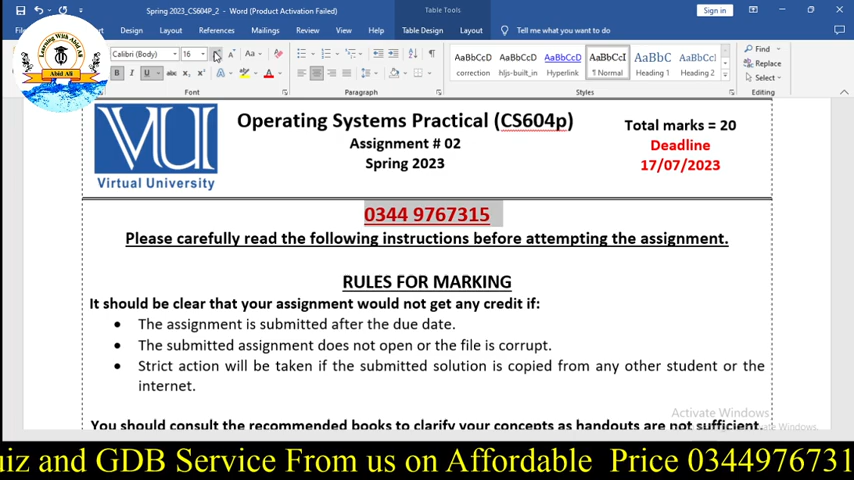 Spring 2023_CS604P_2 - Word (Product Activation Failed)
Table Tools
Sign in
Design
Layout
References
Mailings
Review
View
Help
Table Design
Layout
Tell me what you want to do
Calibri (Body)
16
Aa
Font
Paragraph
AaBbCcD
correction
AaBbCcD
hljs-built_in
AaBbCcD
Hyperlink
AaBbCcI
¶ Normal
AaBbC
Heading 1
AaBbCcl
Heading 2
Styles
Find
Replace
Select
Editing
Learning With Abid Ali
Abid Ali
VU
Virtual University
Operating Systems Practical (CS604p)
Assignment # 02
Spring 2023
Total marks = 20
Deadline
17/07/2023
0344 9767315
Please carefully read the following instructions before attempting the assignment.
RULES FOR MARKING
It should be clear that your assignment would not get any credit if:
• The assignment is submitted after the due date.
• The submitted assignment does not open or the file is corrupt.
• Strict action will be taken if the submitted solution is copied from any other student or the
internet.
You should consult the recommended books to clarify your concepts as handouts are not sufficient.
Activate Windows
uiz and GDB Service From us on Affordable Price 0344976731